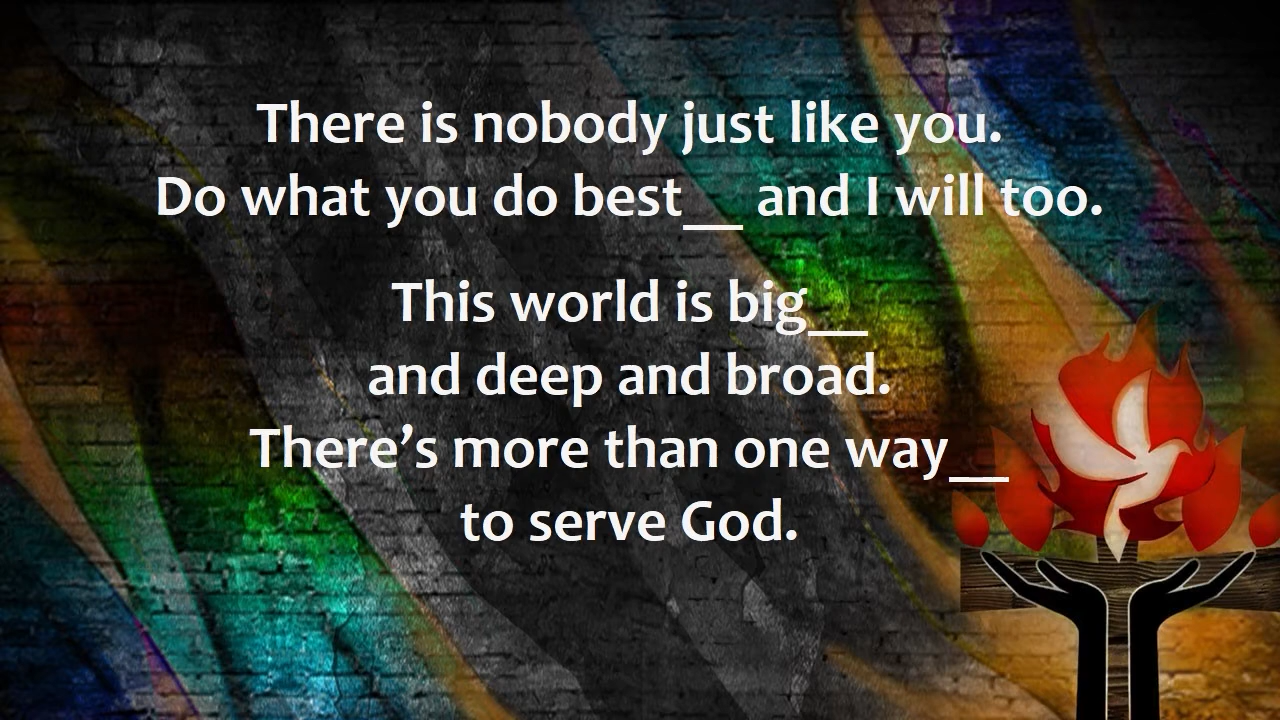 There is nobody just like you.
Do what you do best__ and I will too.
This world is big__
and deep and broad.
There’s more than one way__
to serve God.